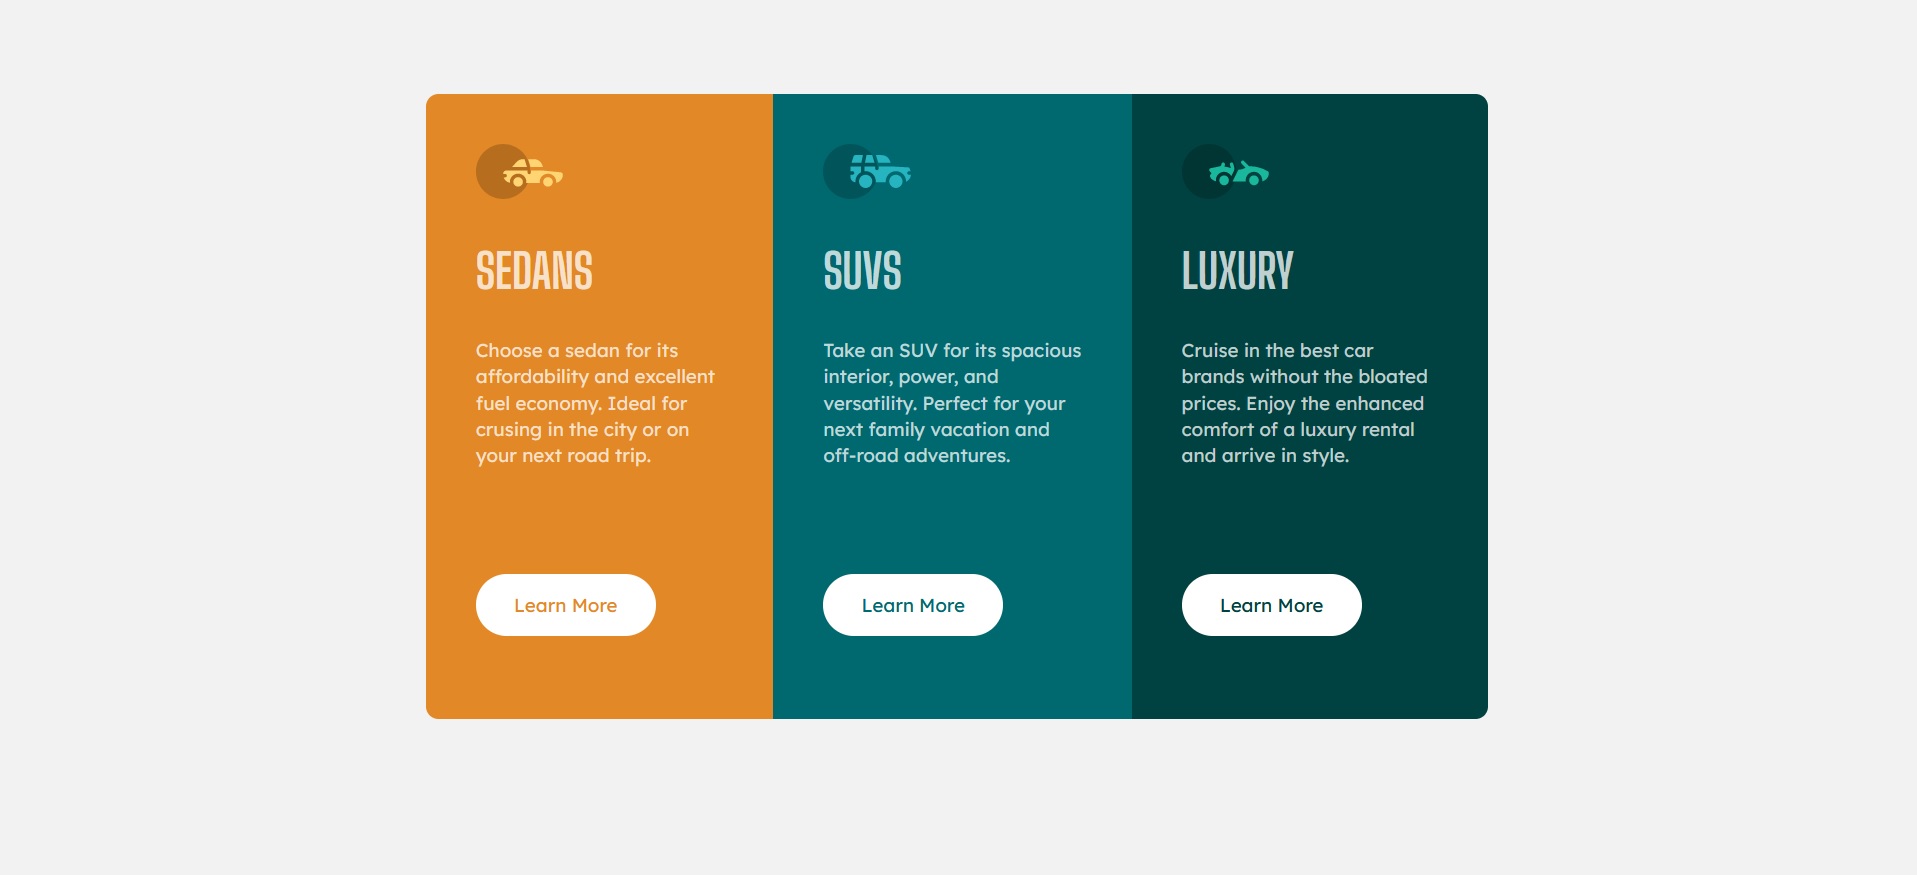 SEDANS
Choose a sedan for its
affordability and excellent
fuel economy. Ideal for
crusing in the city or on
your next road trip.
Learn More
SUVS
Take an SUV for its spacious
interior, power, and
versatility. Perfect for your
next family vacation and
off-road adventures.
Learn More
LUXURY
Cruise in the best car
brands without the bloated
prices. Enjoy the enhanced
comfort of a luxury rental
and arrive in style.
Learn More